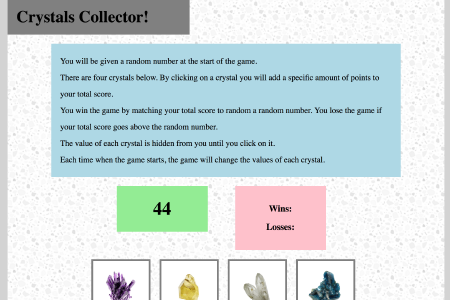 Crystals Collector!
You will be given a random number at the start of the game.
There are four crystals below. By clicking on a crystal you will add a specific amount of points to
your total score.
You win the game by matching your total score to random a random number. You lose the game if
your total score goes above the random number.
The value of each crystal is hidden from you until you click on it.
Each time when the game starts, the game will change the values of each crystal.
44
Wins:
Losses: